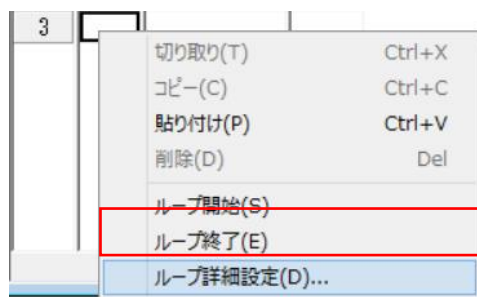 3
切り取り(T) Ctrl+X
コピー(C) Ctrl+C
貼り付け(P) Ctrl+V
削除(D) Del
ループ開始(S)
ループ終了(E)
ループ詳細設定(D)...